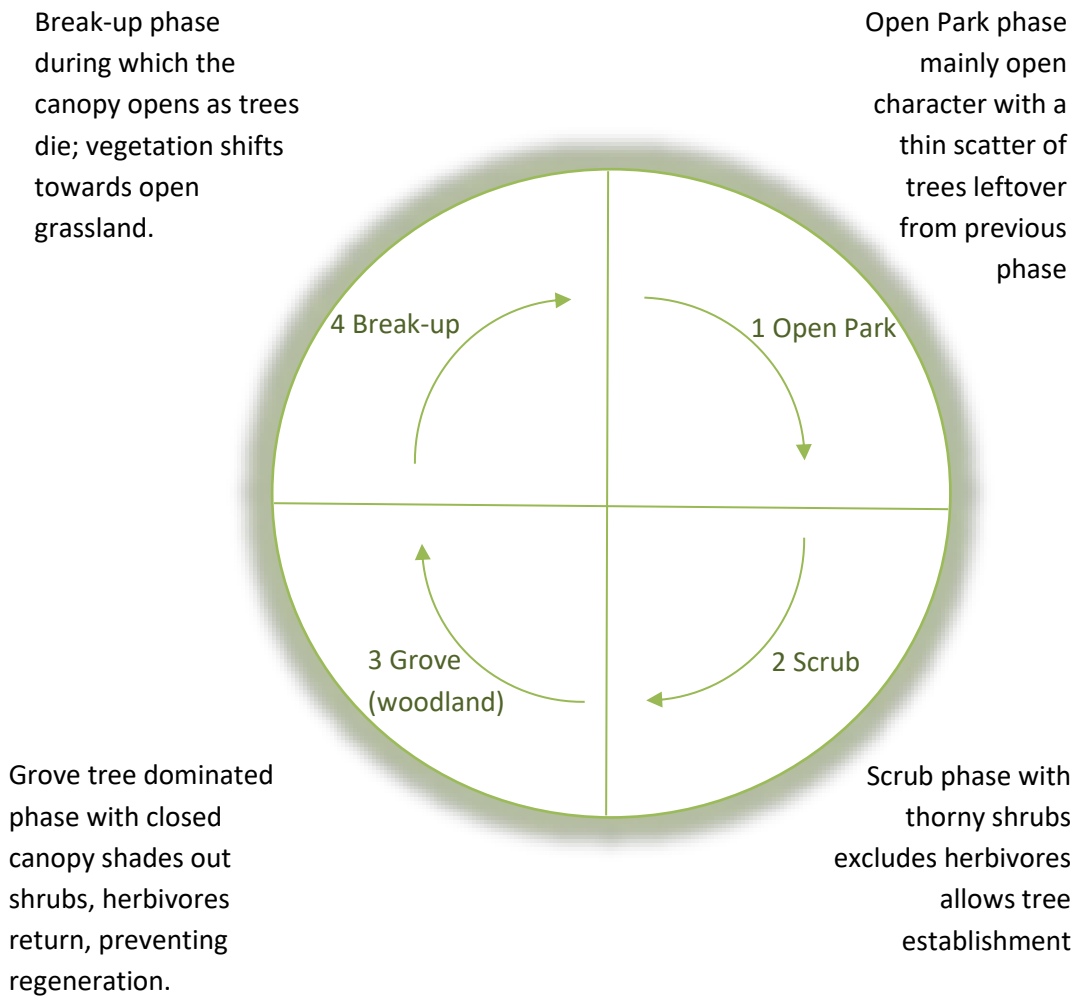 Break-up phase
during which the
canopy opens as trees
die; vegetation shifts
towards open
grassland.
Open Park phase
mainly open
character with a
thin scatter of
trees leftover
from previous
phase
4 Break-up
1 Open Park
3 Grove
(woodland)
2 Scrub
Grove tree dominated
phase with closed
canopy shades out
shrubs, herbivores
return, preventing
regeneration.
Scrub phase with
thorny shrubs
excludes herbivores
allows tree
establishment